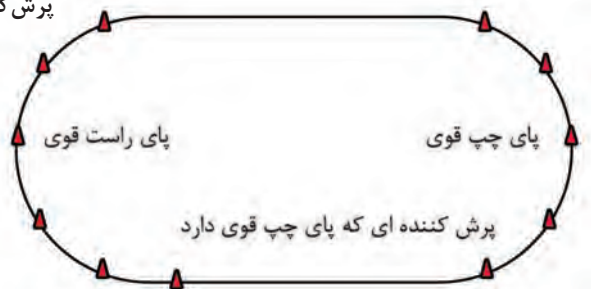 پرش
پای چپ قوی
پای راست قوی
پرش کننده ای که پای چپ قوی دارد